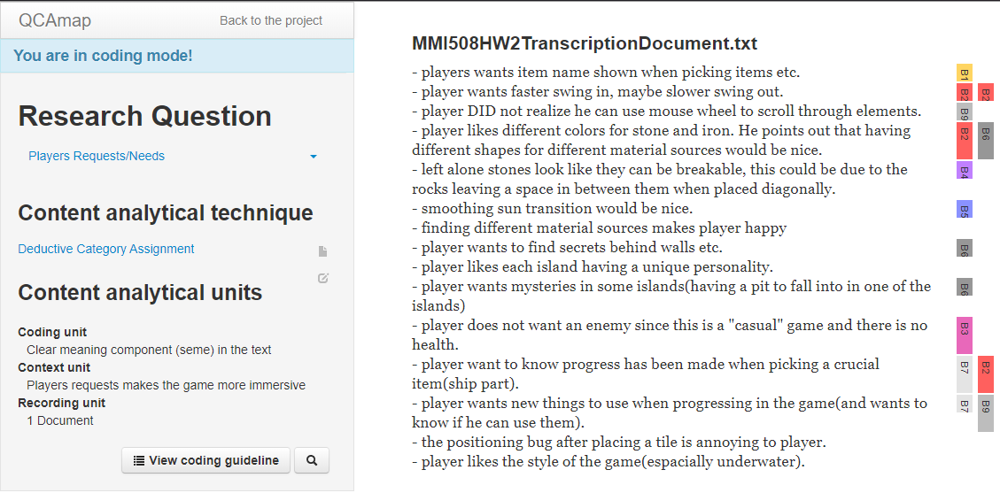 QCAmap
Back to the project
You are in coding mode!
Research Question
Players Requests/Needs
Content analytical technique
Deductive Category Assignment
Content analytical units
Coding unit
Clear meaning component (seme) in the text
Context unit
Players requests makes the game more immersive
Recording unit
1 Document
View coding guideline
MMI508HW2TranscriptionDocument.txt
- players wants item name shown when picking items etc.
B1
- player wants faster swing in, maybe slower swing out.
B2 B2
- player DID not realize he can use mouse wheel to scroll through elements.
B9
- player likes different colors for stone and iron. He points out that having
different shapes for different material sources would be nice.
B2 B6
- left alone stones look like they can be breakable, this could be due to the
rocks leaving a space in between them when placed diagonally.
B4
- smoothing sun transition would be nice.
B5
- finding different material sources makes player happy
- player wants to find secrets behind walls etc.
B6
- player likes each island having a unique personality.
- player wants mysteries in some islands(having a pit to fall into in one of the
islands)
B6
- player does not want an enemy since this is a "casual" game and there is no
health.
B3
- player want to know progress has been made when picking a crucial
item(ship part).
B7 B2
- player wants new things to use when progressing in the game(and wants to
know if he can use them).
B7 B9
- the positioning bug after placing a tile is annoying to player.
- player likes the style of the game(espacially underwater).